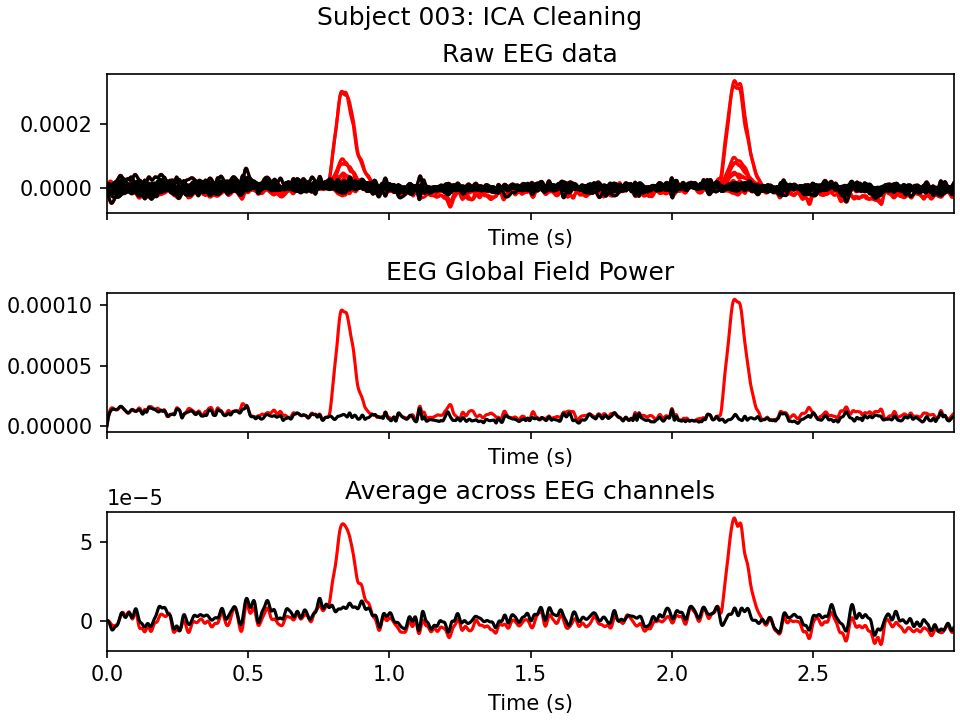 Subject 003: ICA Cleaning
Raw EEG data
0.0002
0.0000
Time (s)
EEG Global Field Power
0.00010
0.00005
0.00000
Time (s)
Average across EEG channels
1e−5
5
0
0.0 0.5 1.0 1.5 2.0 2.5
Time (s)